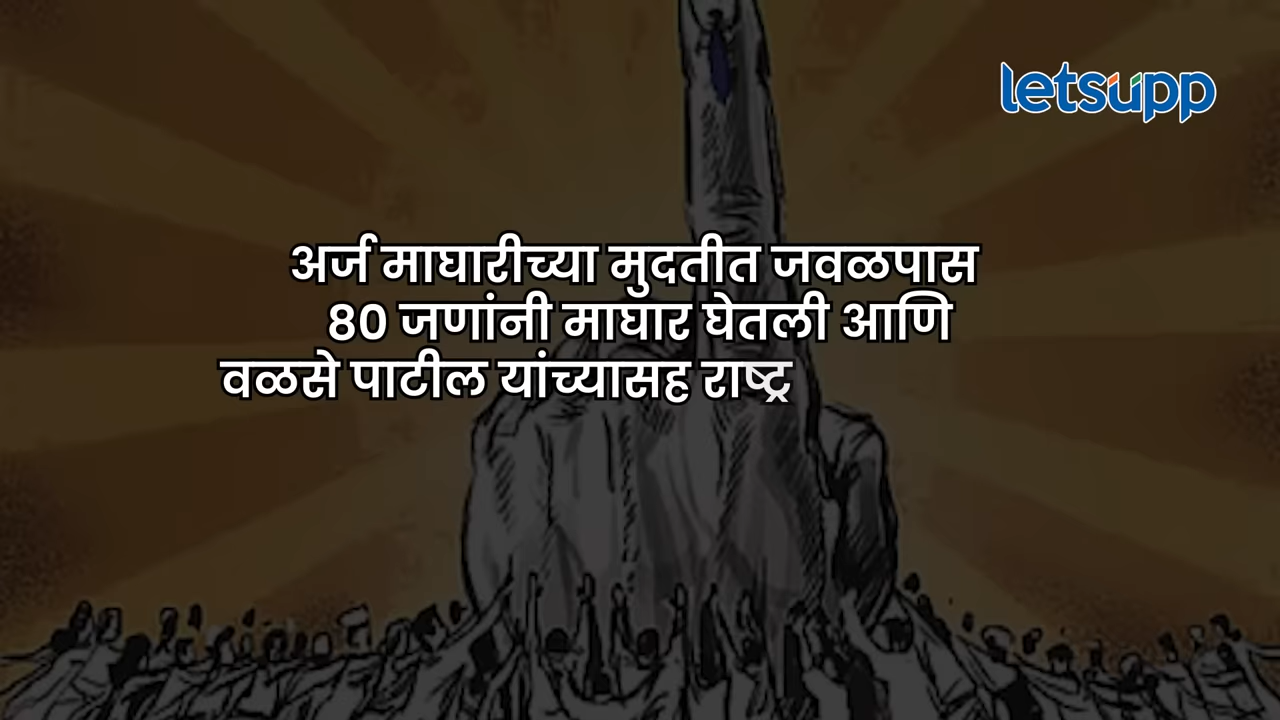 letsupp
अर्ज माघारीच्या मुदतीत जवळपास
80 जणांनी माघार घेतली आणि
वळसे पाटील यांच्यासह राष्ट्र